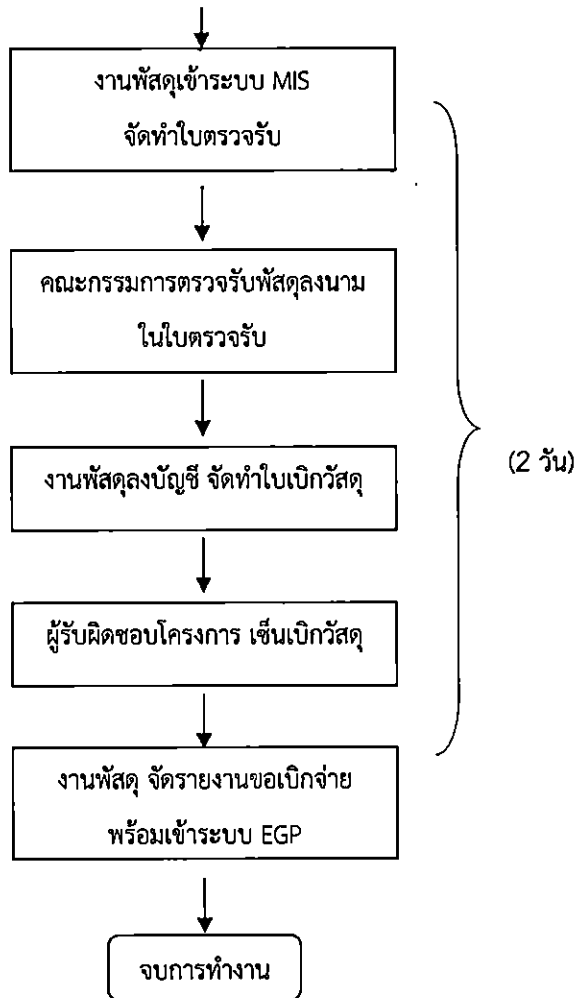 งานพัสดุเข้าระบบ MIS
จัดทำใบตรวจรับ
คณะกรรมการตรวจรับพัสดุลงนาม
ในใบตรวจรับ
งานพัสดุลงบัญชี จัดทำใบเบิกวัสดุ
(2 วัน)
ผู้รับผิดชอบโครงการ เซ็นเบิกวัสดุ
งานพัสดุ จัดรายงานขอเบิกจ่าย
พร้อมเข้าระบบ EGP
จบการทำงาน